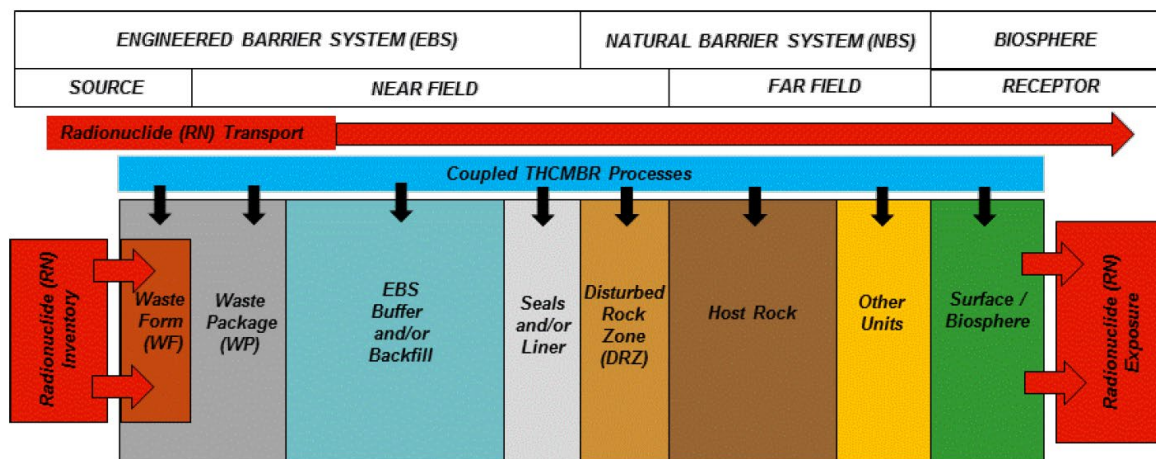 ENGINEERED BARRIER SYSTEM (EBS)
NATURAL BARRIER SYSTEM (NBS)
BIOSPHERE
SOURCE
NEAR FIELD
FAR FIELD
RECEPTOR
Radionuclide (RN) Transport
Coupled THCMBR Processes
Radionuclide (RN)
Inventory
Waste
Form
(WF)
Waste
Package
(WP)
EBS
Buffer
and/or
Backfill
Seals
and/or
Liner
Disturbed
Rock
Zone
(DRZ)
Host Rock
Other
Units
Surface /
Biosphere
Radionuclide (RN)
Exposure